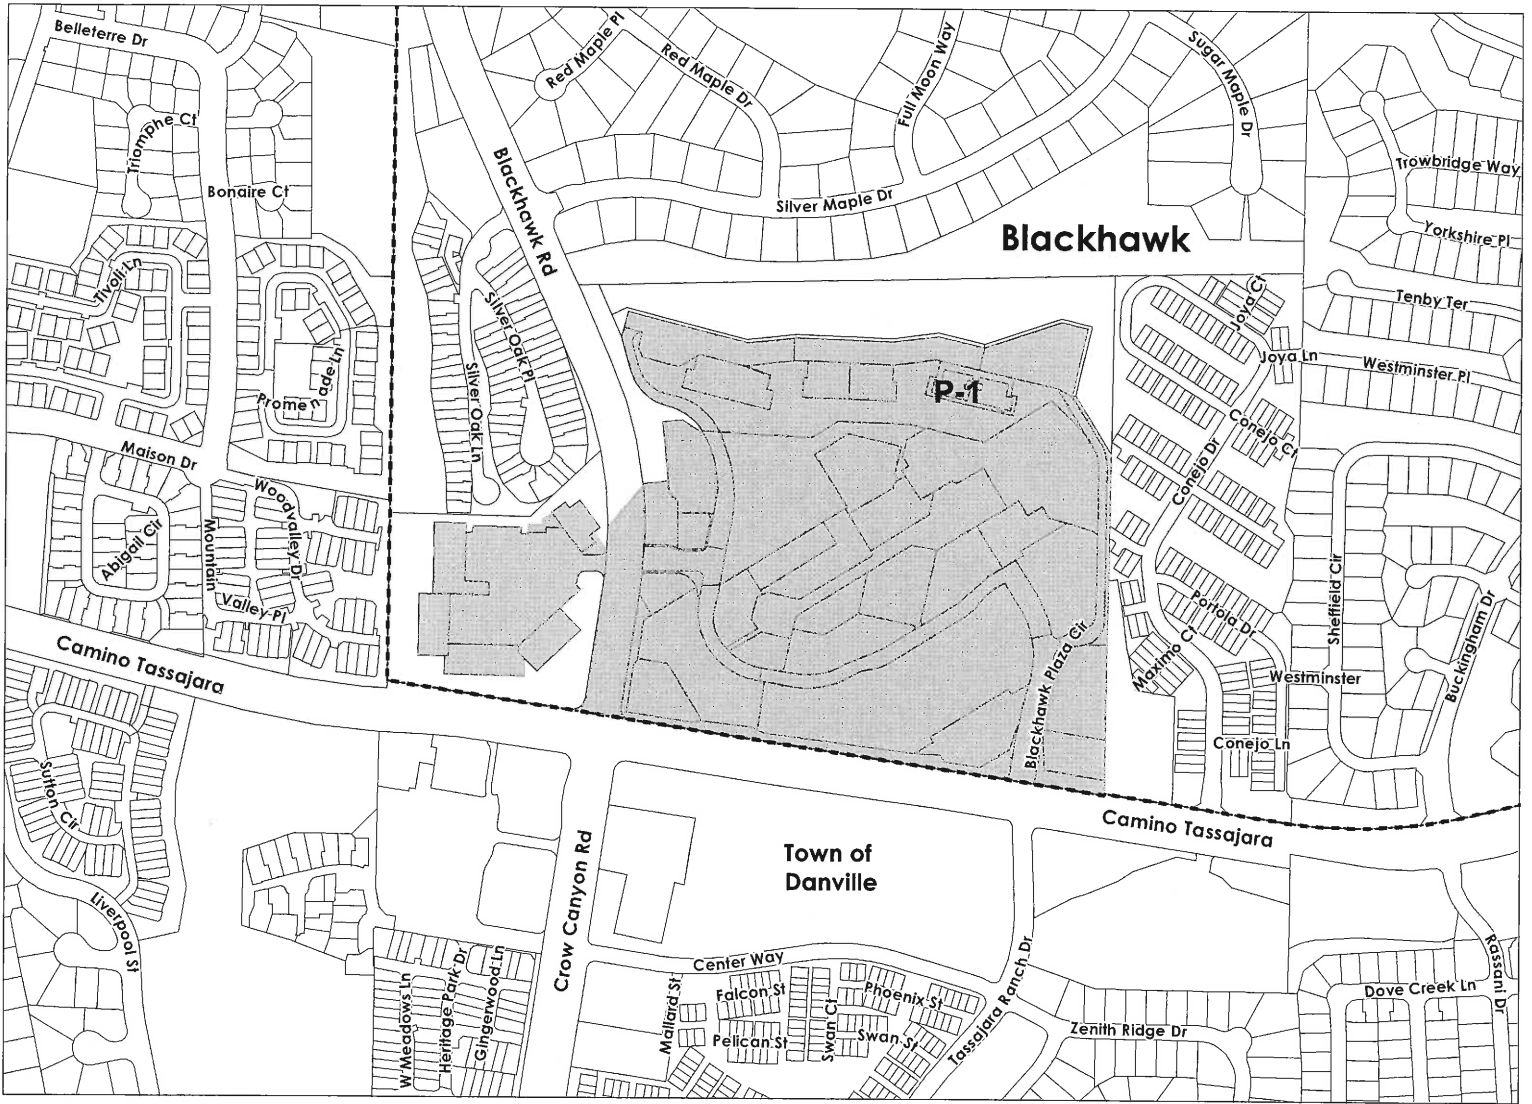 Belleterre Dr
Triomphe Ct
Bonaire Ct
Tivoli Ln
Promenade Ln
Maison Dr
Abigail Cir
Mountain
Valley Pl
Woodvalley Dr
Camino Tassajara
Sutton Cir
Liverpool St
Red Maple Pl
Red Maple Dr
Full Moon Way
Sugar Maple Dr
Silver Maple Dr
Blackhawk Rd
Silver Oak Pl
Silver Oak Ln
Blackhawk
P-1
Blackhawk Plaza Cir
Trowbridge Way
Yorkshire Pl
Tenby Ter
Westminster Pl
Joya Ct
Joya Ln
Conejo Ct
Conejo Dr
Portola Dr
Maximo Ct
Westminster
Conejo Ln
Sheffield Cir
Buckingham Dr
Camino Tassajara
Town of
Danville
Crow Canyon Rd
Center Way
Mallard St
Falcon St
Pelican St
Swan Ct
Phoenix St
Swan St
Tassajara Ranch Dr
Zenith Ridge Dr
Dove Creek Ln
Rassani Dr
W Meadows Ln
Heritage Park Dr
Gingerwood Ln